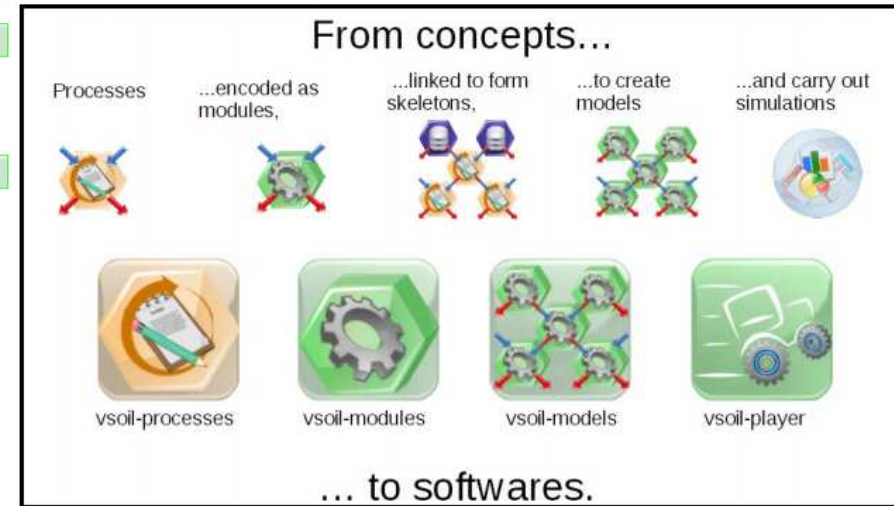 From concepts...
Processes
...encoded as
modules,
...linked to form
skeletons,
...to create
models
...and carry out
simulations
vsoil-processes
vsoil-modules
vsoil-models
vsoil-player
... to softwares.